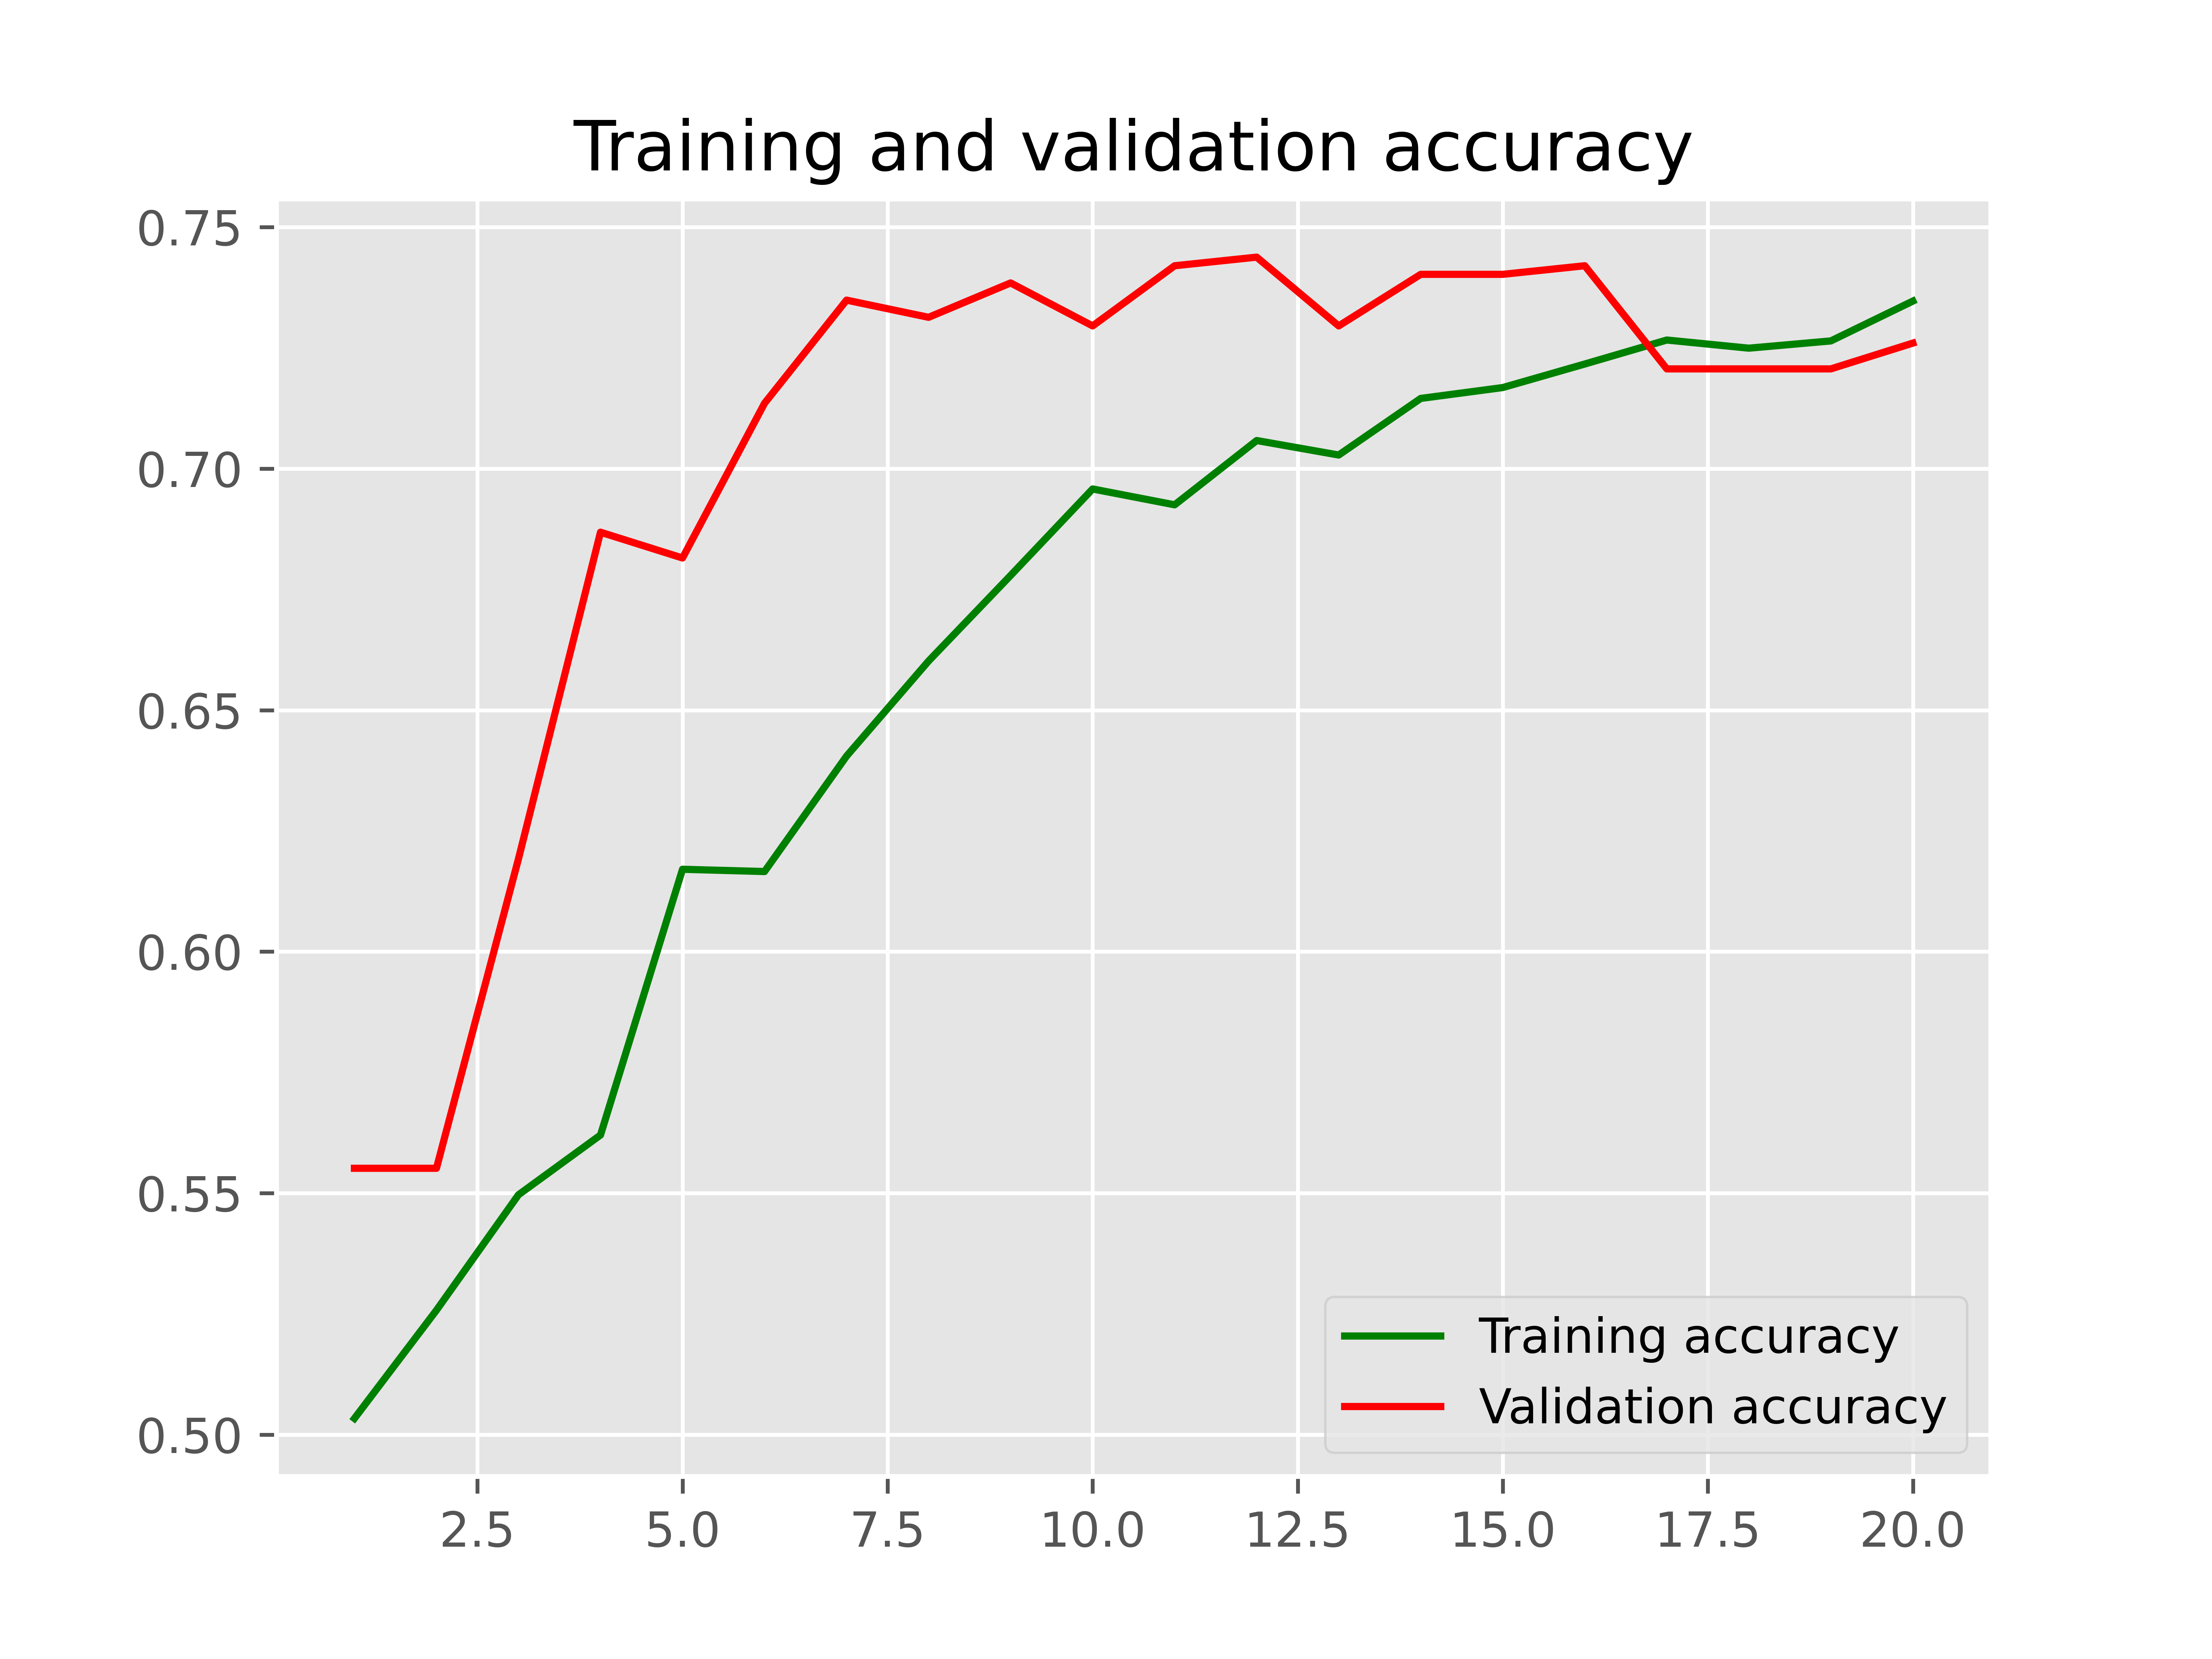 Training and validation accuracy
0.75
0.70
0.65
0.60
0.55
0.50
Training accuracy
Validation accuracy
2.5 5.0 7.5 10.0 12.5 15.0 17.5 20.0